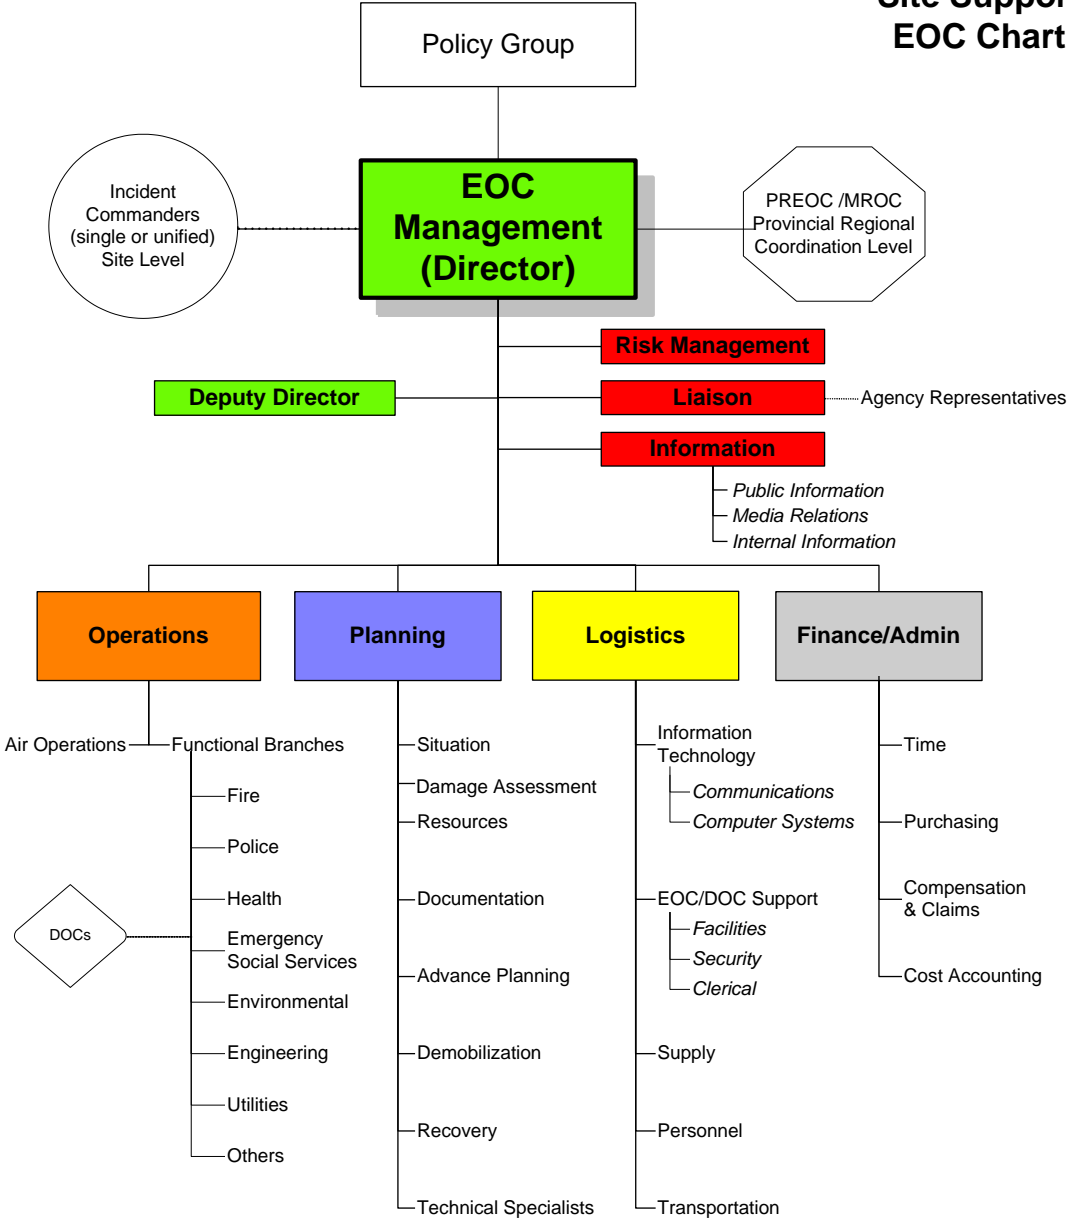 Site Suppor
EOC Chart
Policy Group
EOC
Management
(Director)
Incident
Commanders
(single or unified)
Site Level
PREOC /MROC
Provincial Regional
Coordination Level
Risk Management
Deputy Director
Liaison
Agency Representatives
Information
Public Information
Media Relations
Internal Information
Operations
Planning
Logistics
Finance/Admin
Air Operations
Functional Branches
Fire
Police
Health
DOCs
Emergency
Social Services
Environmental
Engineering
Utilities
Others
Situation
Damage Assessment
Resources
Documentation
Advance Planning
Demobilization
Recovery
Technical Specialists
Information
Technology
Communications
Computer Systems
EOC/DOC Support
Facilities
Security
Clerical
Supply
Personnel
Transportation
Time
Purchasing
Compensation
& Claims
Cost Accounting